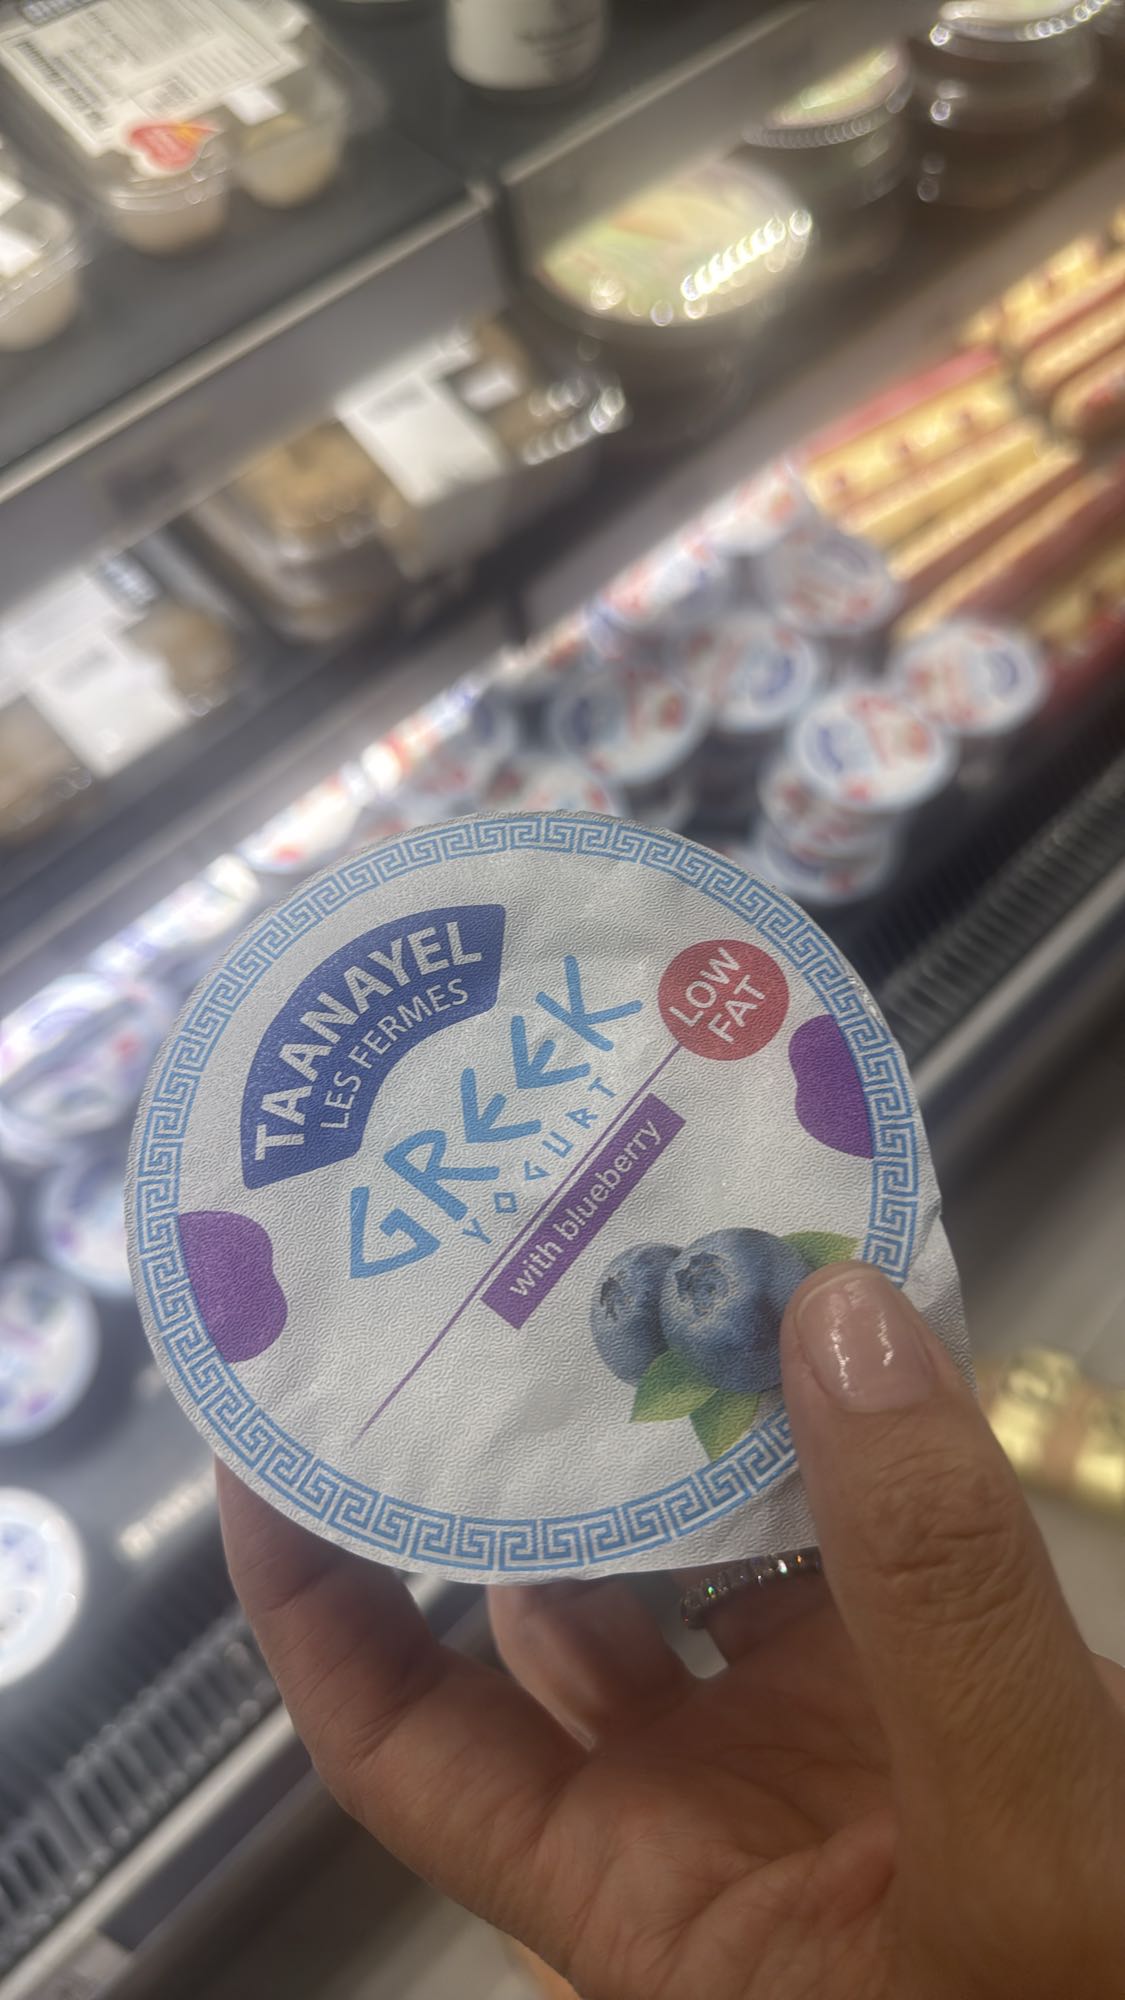 TAANAYEL
LES FERMES
GREEK
YOGURT
with blueberry
LOW
FAT